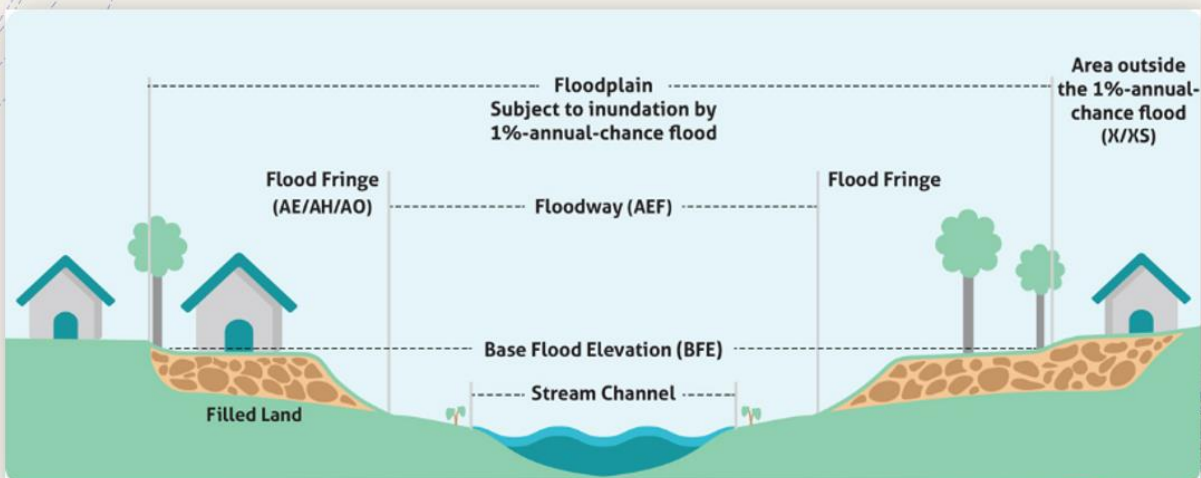 Floodplain
Subject to inundation by
1%-annual-chance flood
Area outside
the 1%-annual-
chance flood
(X/XS)
Flood Fringe
(AE/AH/AO)
Floodway (AEF)
Flood Fringe
Base Flood Elevation (BFE)
Stream Channel
Filled Land